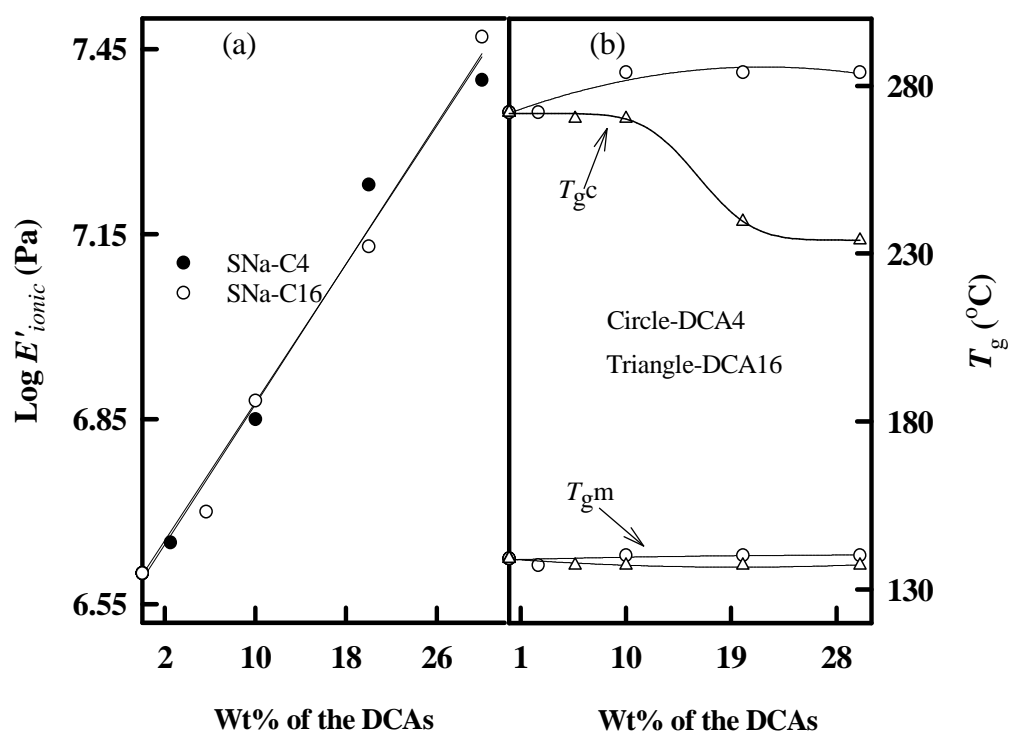 (a)
7.45
7.15
6.85
6.55
Log E'ionic (Pa)
SNa-C4
SNa-C16
2 10 18 26
Wt% of the DCAs
(b)
280
230
180
130
Tg (°C)
Tgc
Circle-DCA4
Triangle-DCA16
Tgm
1 10 19 28
Wt% of the DCAs